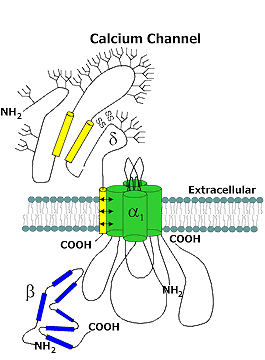 Calcium Channel
NH2
S
S
S
S
δ
Extracellular
α1
COOH
COOH
β
NH2
COOH
NH2